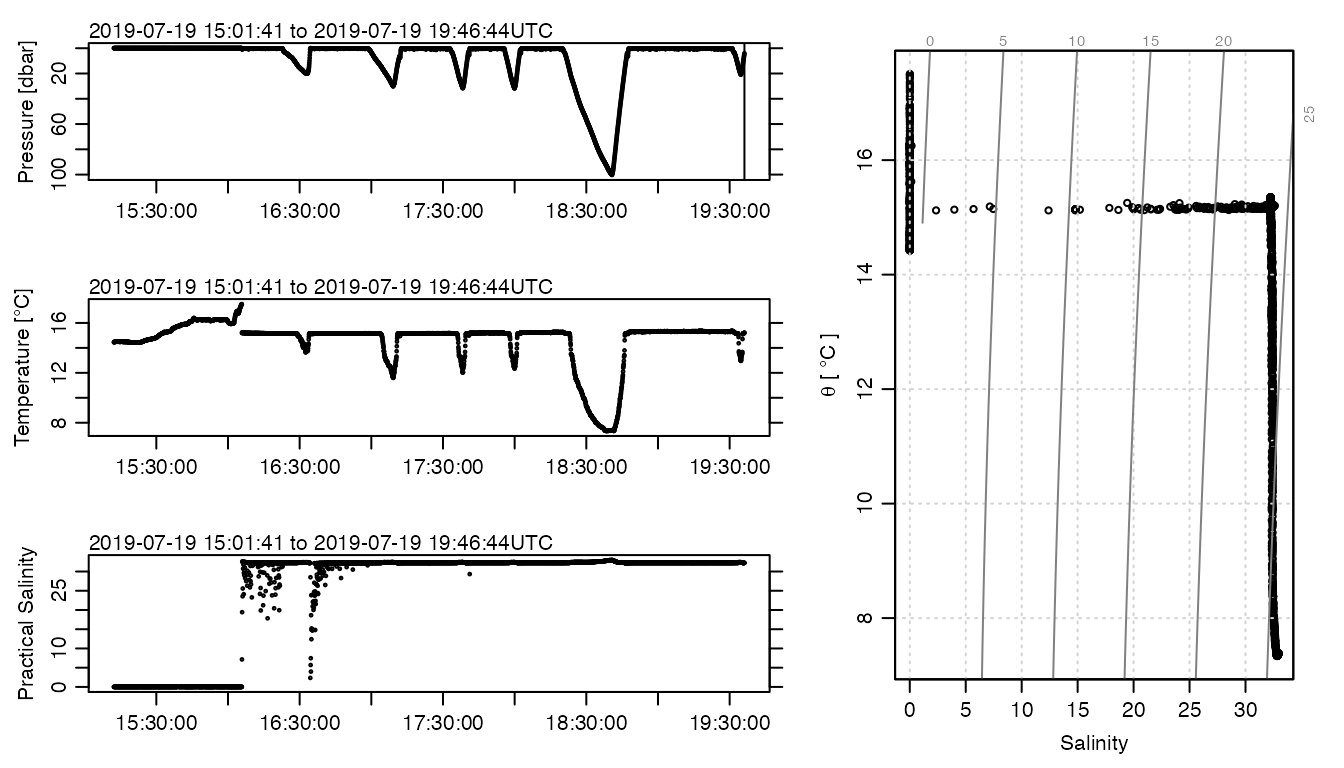 2019-07-19 15:01:41 to 2019-07-19 19:46:44UTC
Pressure [dbar]
20
60
100
15:30:00 16:30:00 17:30:00 18:30:00 19:30:00
2019-07-19 15:01:41 to 2019-07-19 19:46:44UTC
Temperature [°C]
16
12
8
15:30:00 16:30:00 17:30:00 18:30:00 19:30:00
2019-07-19 15:01:41 to 2019-07-19 19:46:44UTC
Practical Salinity
25
10
0
15:30:00 16:30:00 17:30:00 18:30:00 19:30:00
0 5 10 15 20
25
θ [ °C ]
16
14
12
10
8
0 5 10 15 20 25 30
Salinity